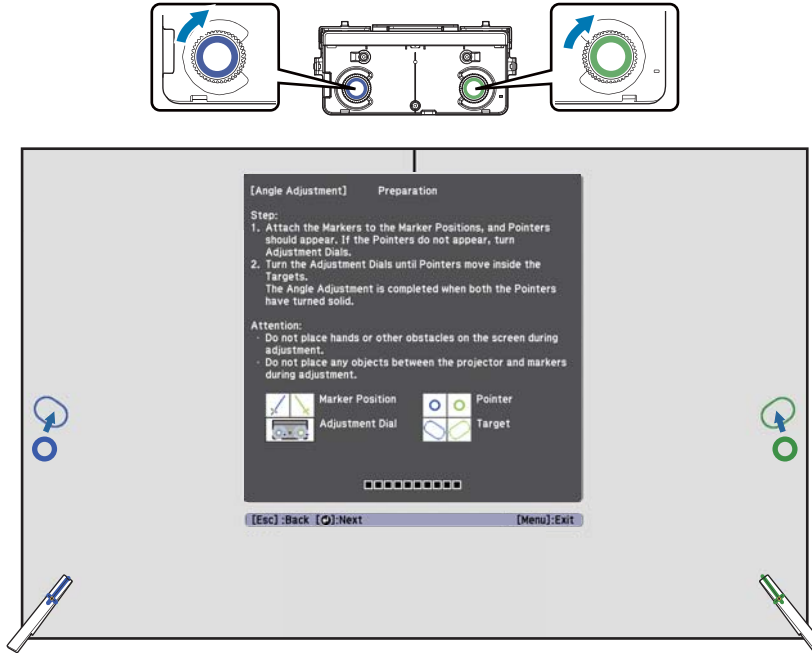 [Angle Adjustment] Preparation
Step:
1. Attach the Markers to the Marker Positions, and Pointers
should appear. If the Pointers do not appear, turn
Adjustment Dials.
2. Turn the Adjustment Dials until Pointers move inside the
Targets.
The Angle Adjustment is completed when both the Pointers
have turned solid.
Attention:
· Do not place hands or other obstacles on the screen during
adjustment.
· Do not place any objects between the projector and markers
during adjustment.
Marker Position Pointer
Adjustment Dial Target
[Esc] :Back [⏎]:Next [Menu]:Exit